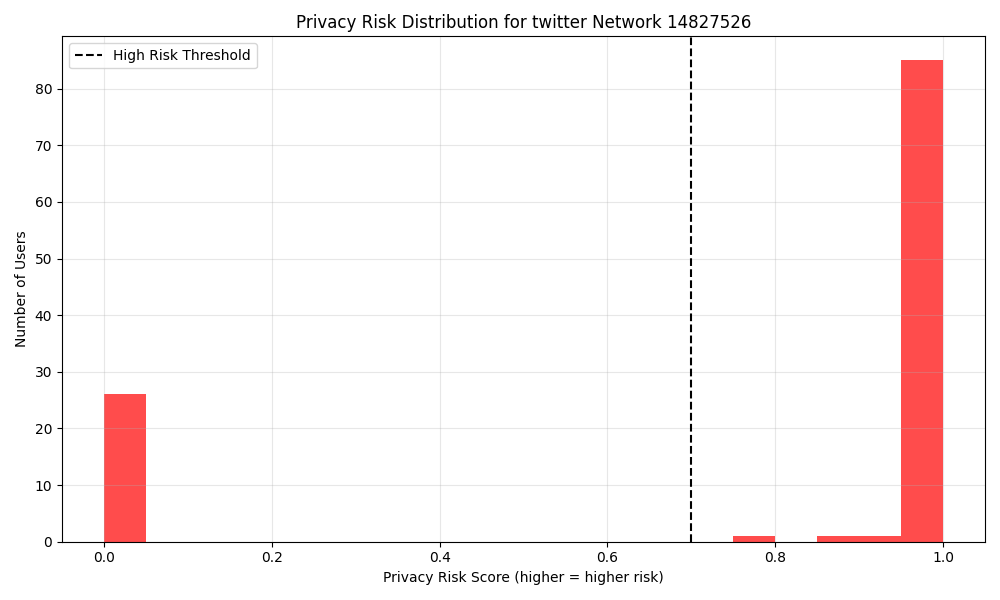 Privacy Risk Distribution for twitter Network 14827526
High Risk Threshold
Number of Users
80
70
60
50
40
30
20
10
0
0.0 0.2 0.4 0.6 0.8 1.0
Privacy Risk Score (higher = higher risk)